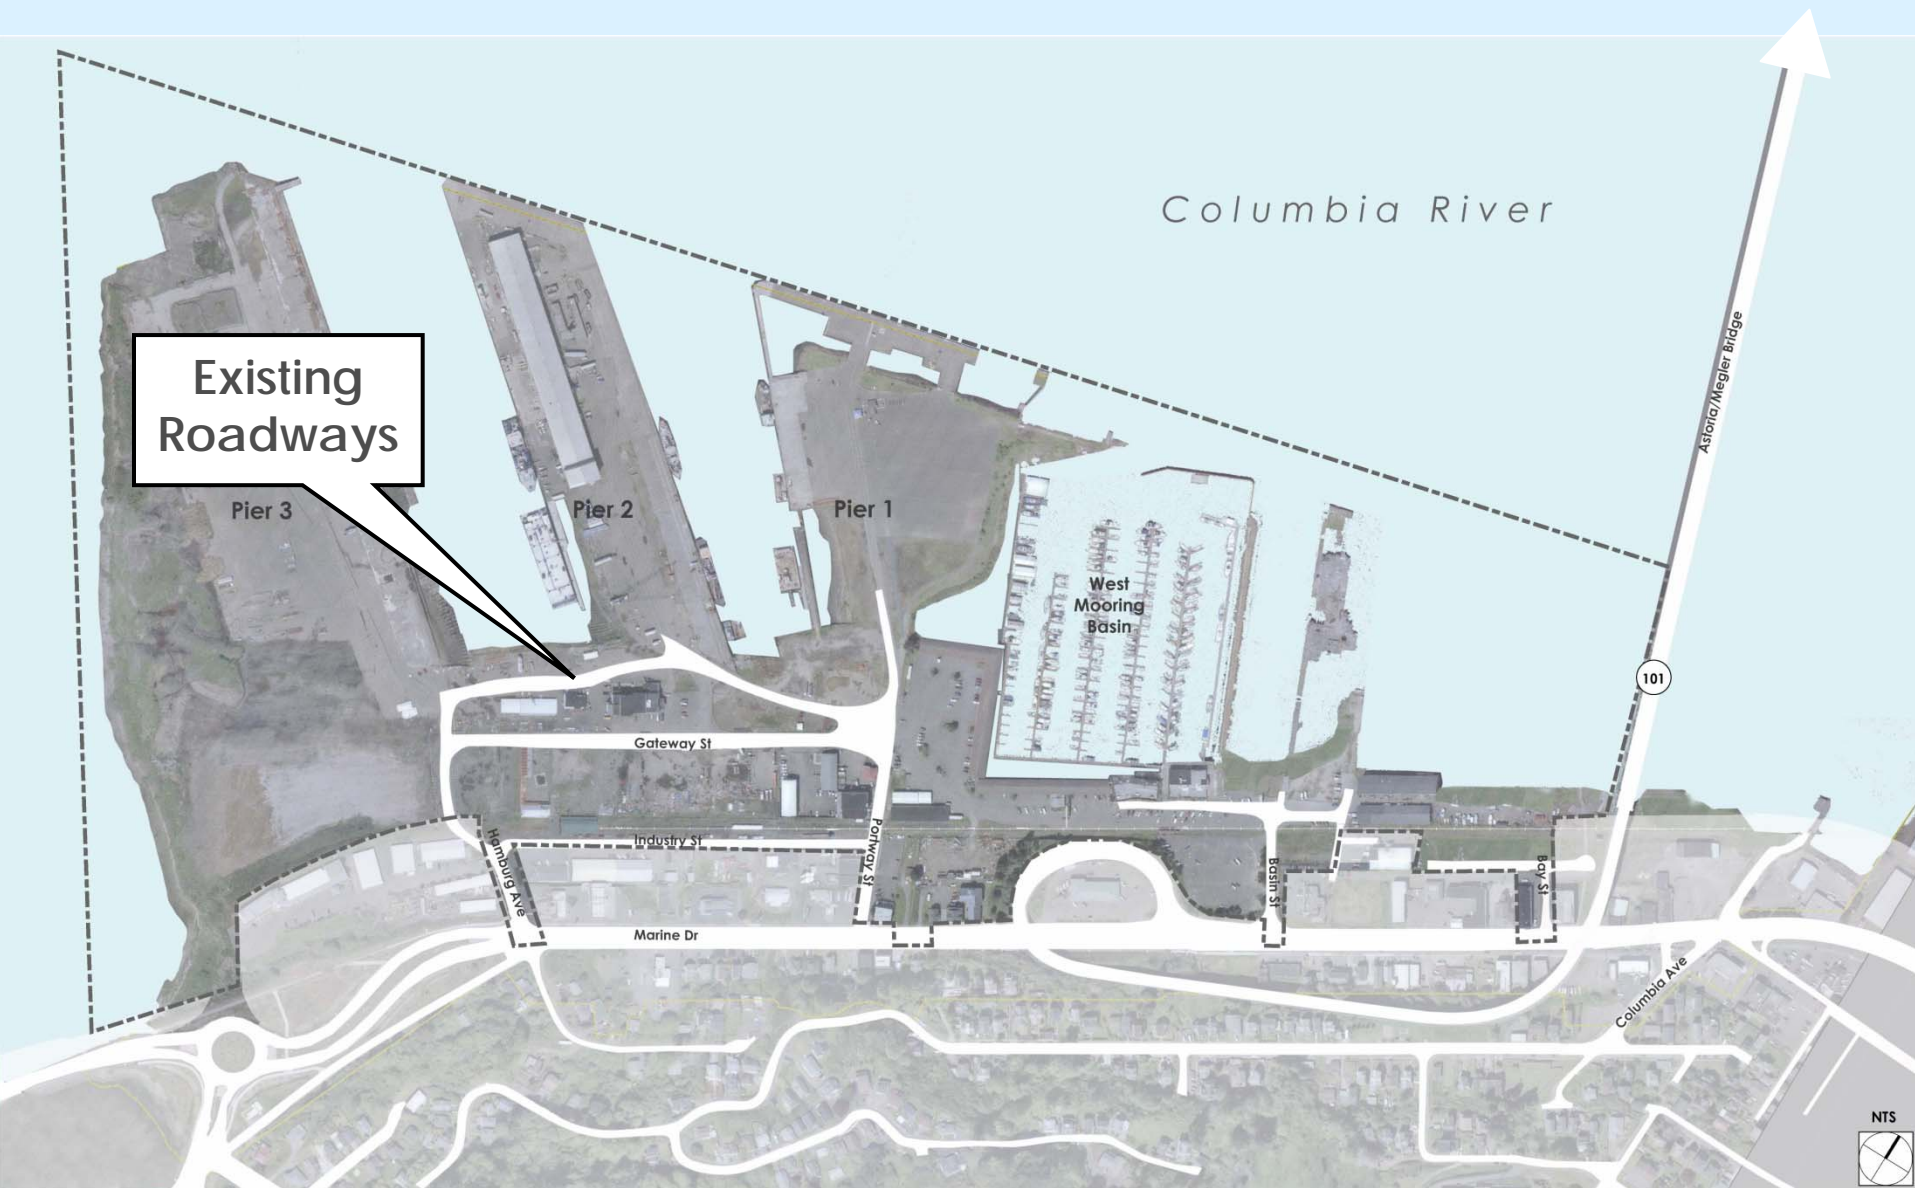 Columbia River
Astoria/Megler Bridge
Existing
Roadways
Pier 3
Pier 2
Pier 1
West
Mooring
Basin
101
Gateway St
Industry St
Hamburg Ave
Portway St
Basin St
Bay St
Marine Dr
Columbia Ave
NTS